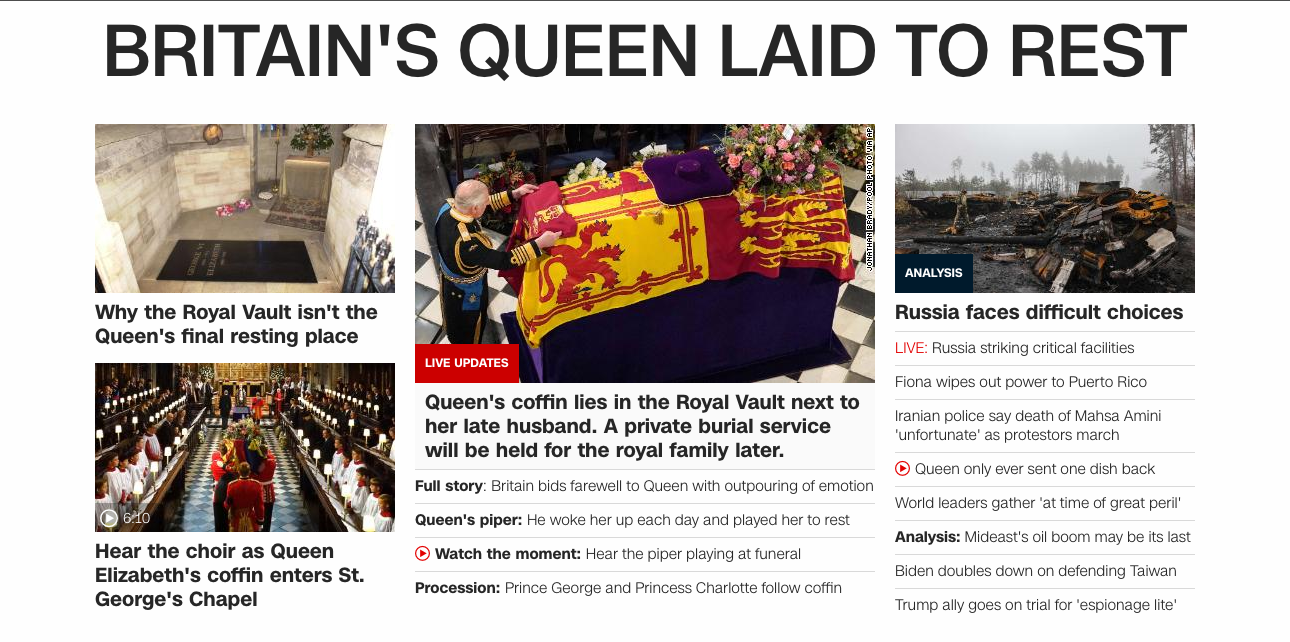 BRITAIN'S QUEEN LAID TO REST
GEORGE VI
ELIZABETH
Why the Royal Vault isn't the
Queen's final resting place
6:10
Hear the choir as Queen
Elizabeth's coffin enters St.
George's Chapel
JONATHAN BRADY/POOL PHOTO VIA AP
LIVE UPDATES
Queen's coffin lies in the Royal Vault next to
her late husband. A private burial service
will be held for the royal family later.
Full story: Britain bids farewell to Queen with outpouring of emotion
Queen's piper: He woke her up each day and played her to rest
Watch the moment: Hear the piper playing at funeral
Procession: Prince George and Princess Charlotte follow coffin
ANALYSIS
Russia faces difficult choices
LIVE: Russia striking critical facilities
Fiona wipes out power to Puerto Rico
Iranian police say death of Mahsa Amini
'unfortunate' as protestors march
Queen only ever sent one dish back
World leaders gather 'at time of great peril'
Analysis: Mideast's oil boom may be its last
Biden doubles down on defending Taiwan
Trump ally goes on trial for 'espionage lite'